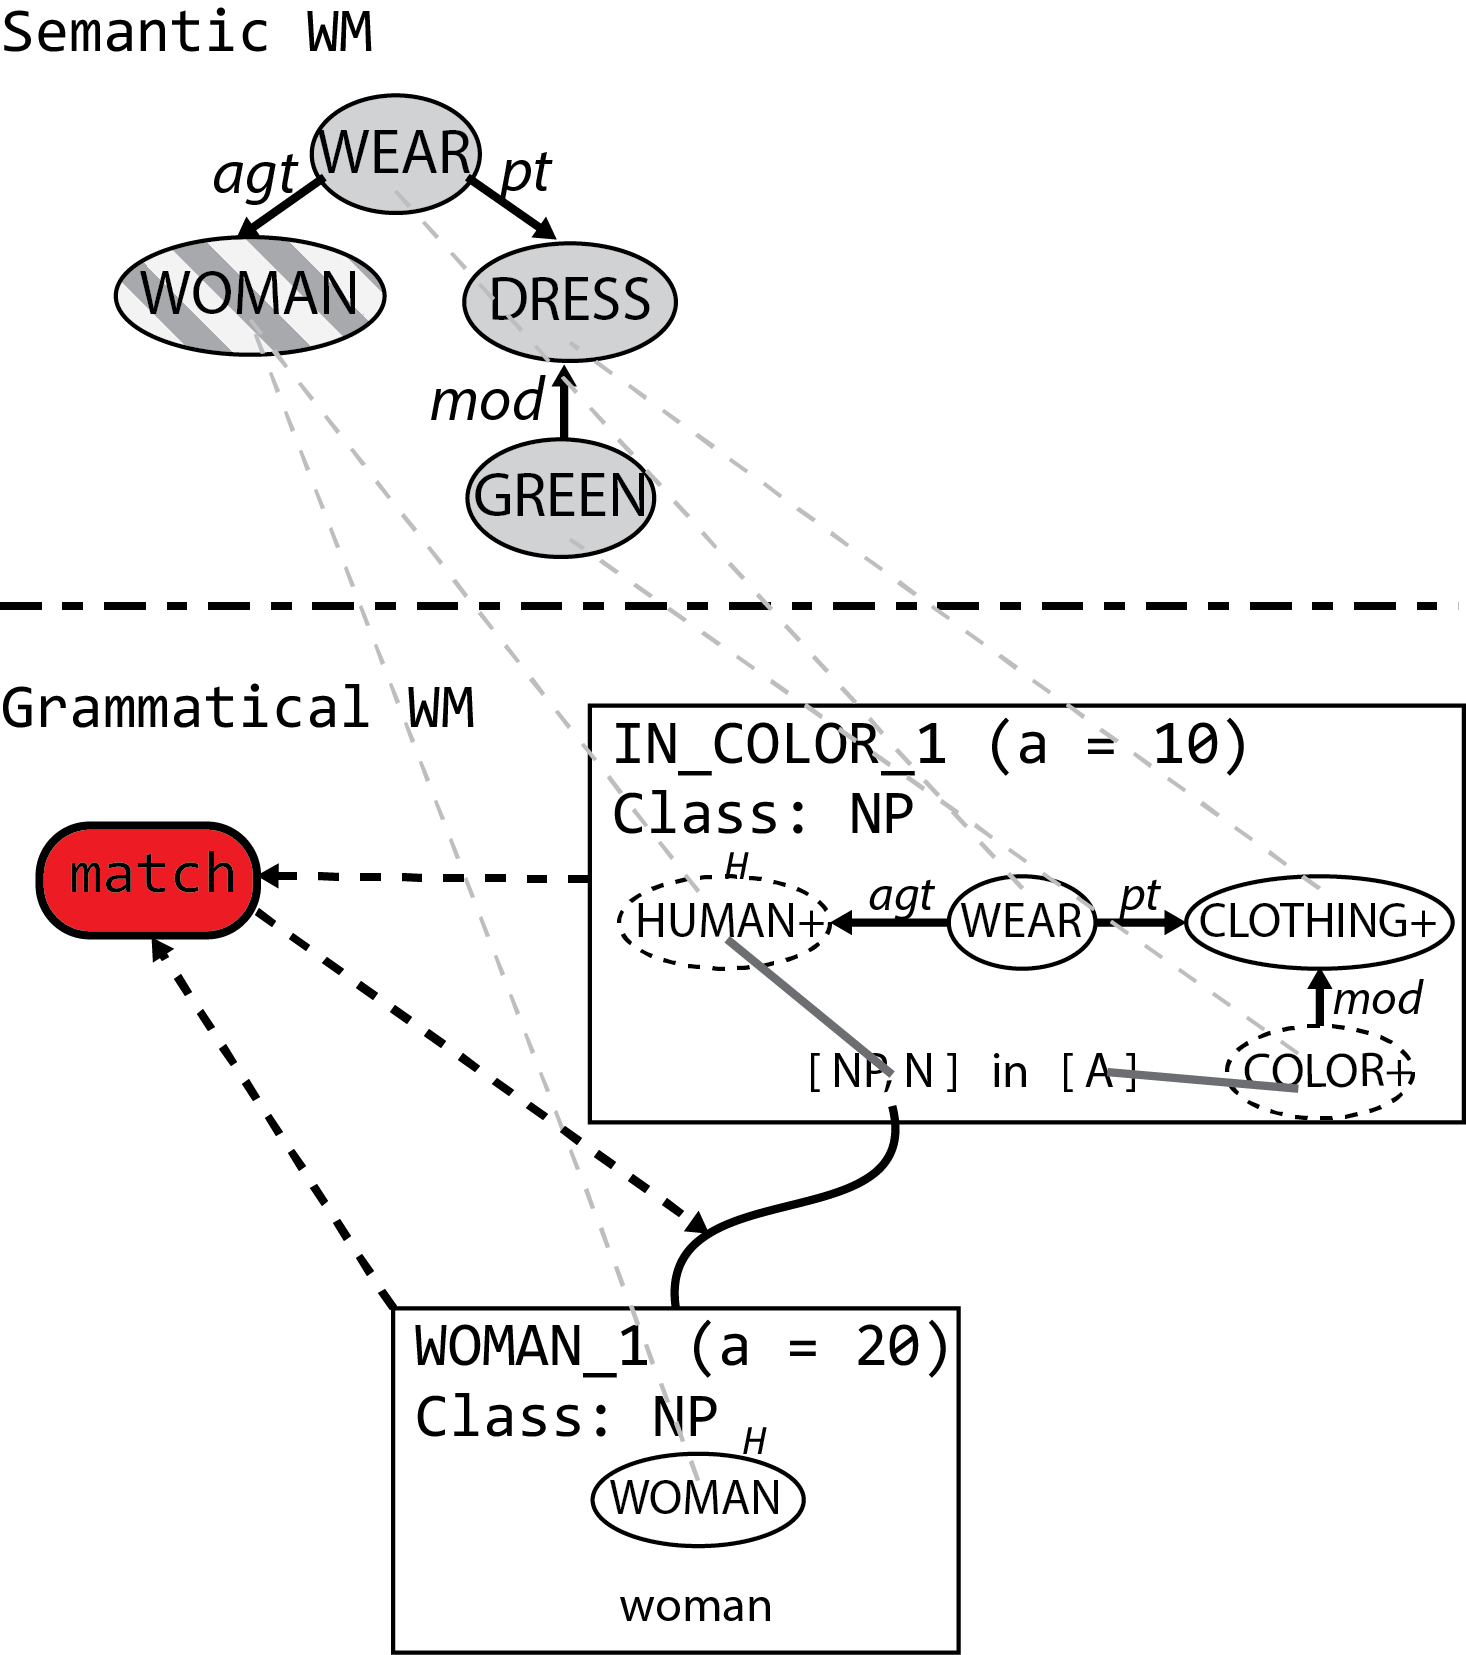 Semantic WM
WEAR
agt pt
WOMAN DRESS
mod
GREEN
Grammatical WM
IN_COLOR_1 (a = 10)
Class: NP
match
H
HUMAN+ agt WEAR pt CLOTHING+
mod
[NP,N] in [A] COLOR+
WOMAN_1 (a = 20)
Class: NP
H
WOMAN
woman